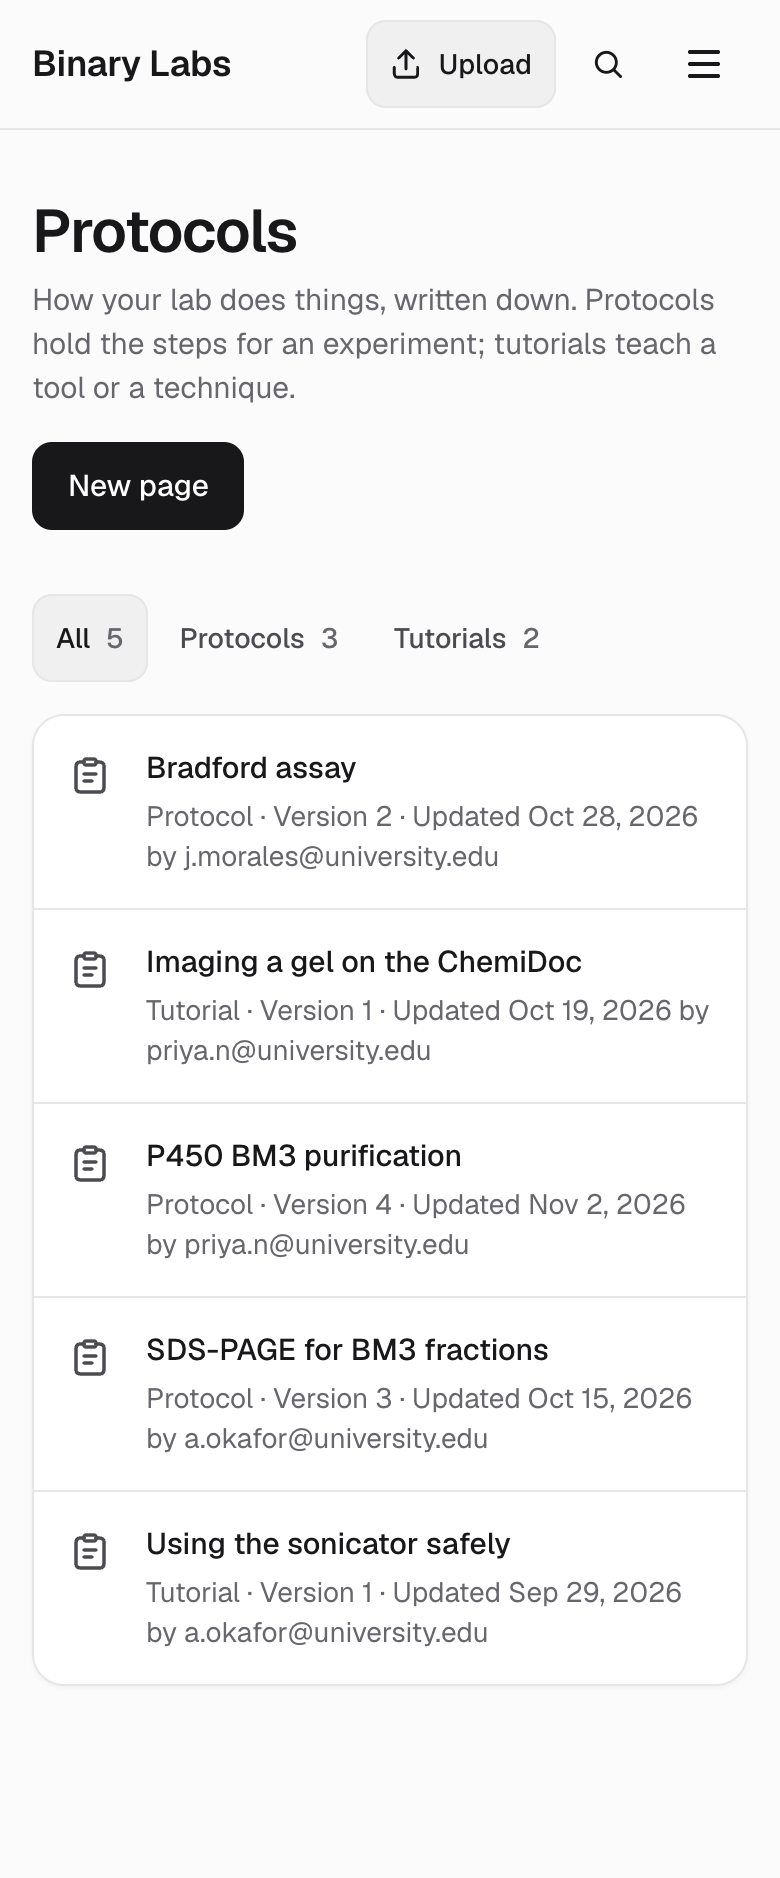 Binary Labs
Upload
Protocols
How your lab does things, written down. Protocols
hold the steps for an experiment; tutorials teach a
tool or a technique.
New page
All 5
Protocols 3
Tutorials 2
Bradford assay
Protocol · Version 2 · Updated Oct 28, 2026
by j.morales@university.edu
Imaging a gel on the ChemiDoc
Tutorial · Version 1 · Updated Oct 19, 2026 by
priya.n@university.edu
P450 BM3 purification
Protocol · Version 4 · Updated Nov 2, 2026
by priya.n@university.edu
SDS-PAGE for BM3 fractions
Protocol · Version 3 · Updated Oct 15, 2026
by a.okafor@university.edu
Using the sonicator safely
Tutorial · Version 1 · Updated Sep 29, 2026
by a.okafor@university.edu